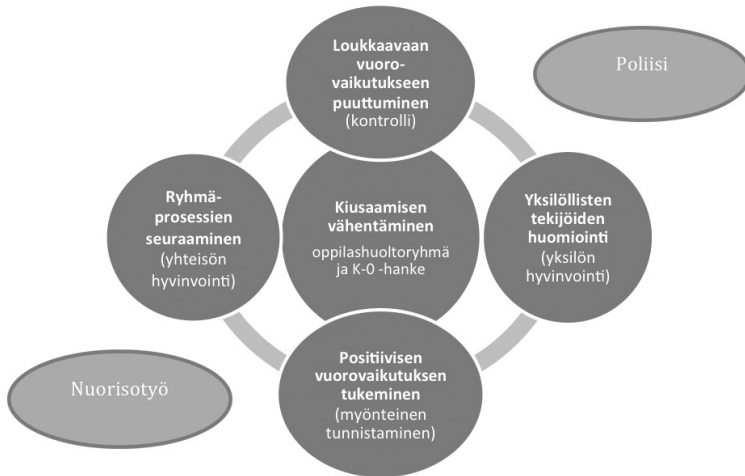 Loukkaavaan
vuoro-
vaikutukseen
puuttuminen
(kontrolli)
Poliisi
Ryhmä-
prosessien
seuraaminen
(yhteisön
hyvinvointi)
Kiusaamisen
vähentäminen
oppilashuoltoryhmä
ja K-0 -hanke
Yksilöllisten
tekijöiden
huomiointi
(yksilön
hyvinvointi)
Positiivisen
vuorovaikutuksen
tukeminen
(myönteinen
tunnistaminen)
Nuorisotyö